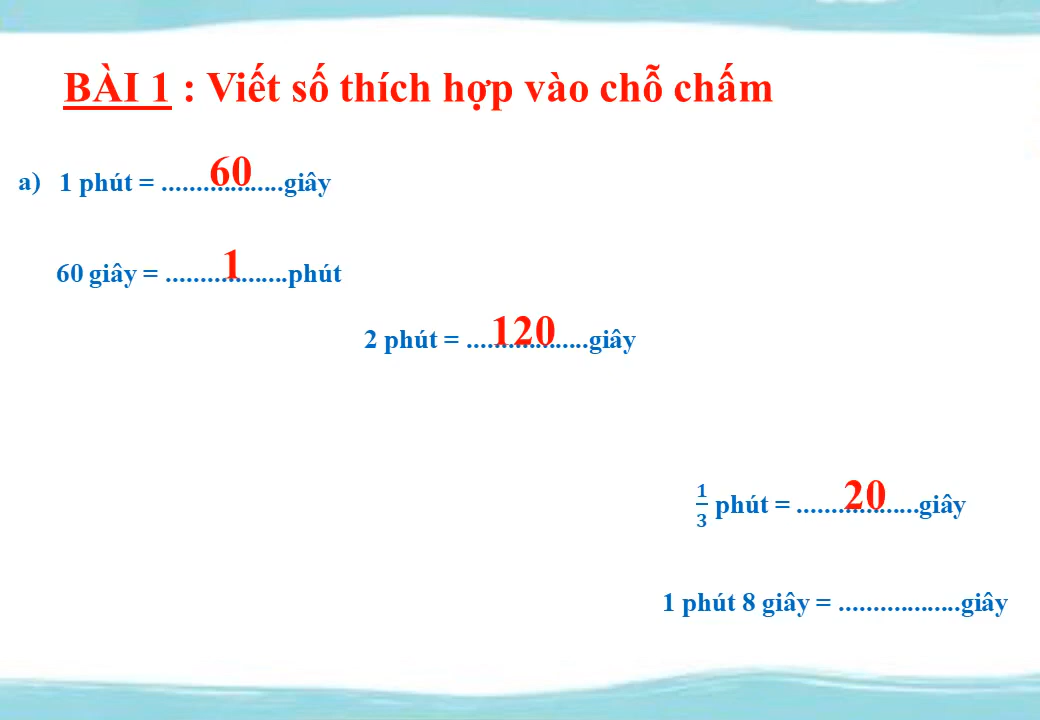 BÀI 1 : Viết số thích hợp vào chỗ chấm
a) 1 phút = ........60..........giây
60 giây = ........1..........phút
2 phút = ........120..........giây
1/3 phút = ........20..........giây
1 phút 8 giây = ..................giây